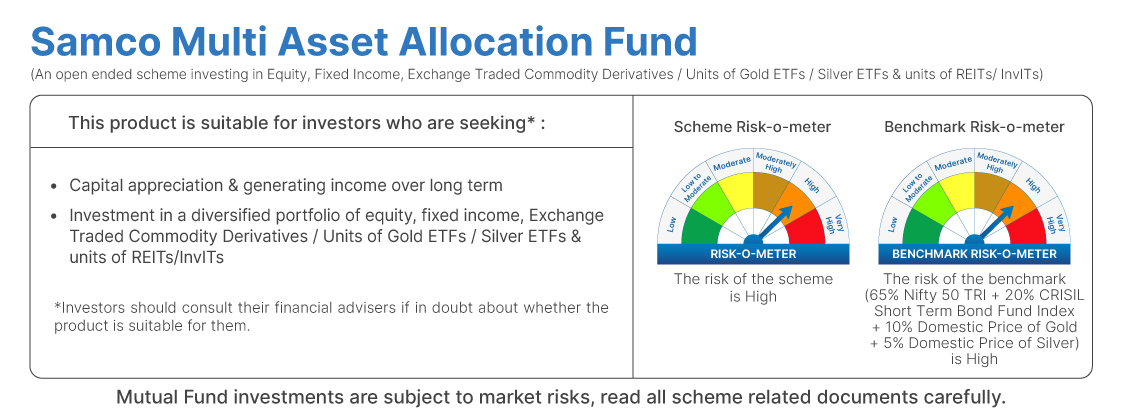 Samco Multi Asset Allocation Fund
(An open ended scheme investing in Equity, Fixed Income, Exchange Traded Commodity Derivatives / Units of Gold ETFs / Silver ETFs & units of REITs/ InvITs)
This product is suitable for investors who are seeking* :
• Capital appreciation & generating income over long term
• Investment in a diversified portfolio of equity, fixed income, Exchange
Traded Commodity Derivatives / Units of Gold ETFs / Silver ETFs &
units of REITs/InvITs
*Investors should consult their financial advisers if in doubt about whether the
product is suitable for them.
Scheme Risk-o-meter
Low
Low to
Moderate
Moderate
Moderately
High
High
Very
High
RISK-O-METER
The risk of the scheme
is High
Benchmark Risk-o-meter
Low
Low to
Moderate
Moderate
Moderately
High
High
Very
High
BENCHMARK RISK-O-METER
The risk of the benchmark
(65% Nifty 50 TRI + 20% CRISIL
Short Term Bond Fund Index
+ 10% Domestic Price of Gold
+ 5% Domestic Price of Silver)
is High
Mutual Fund investments are subject to market risks, read all scheme related documents carefully.